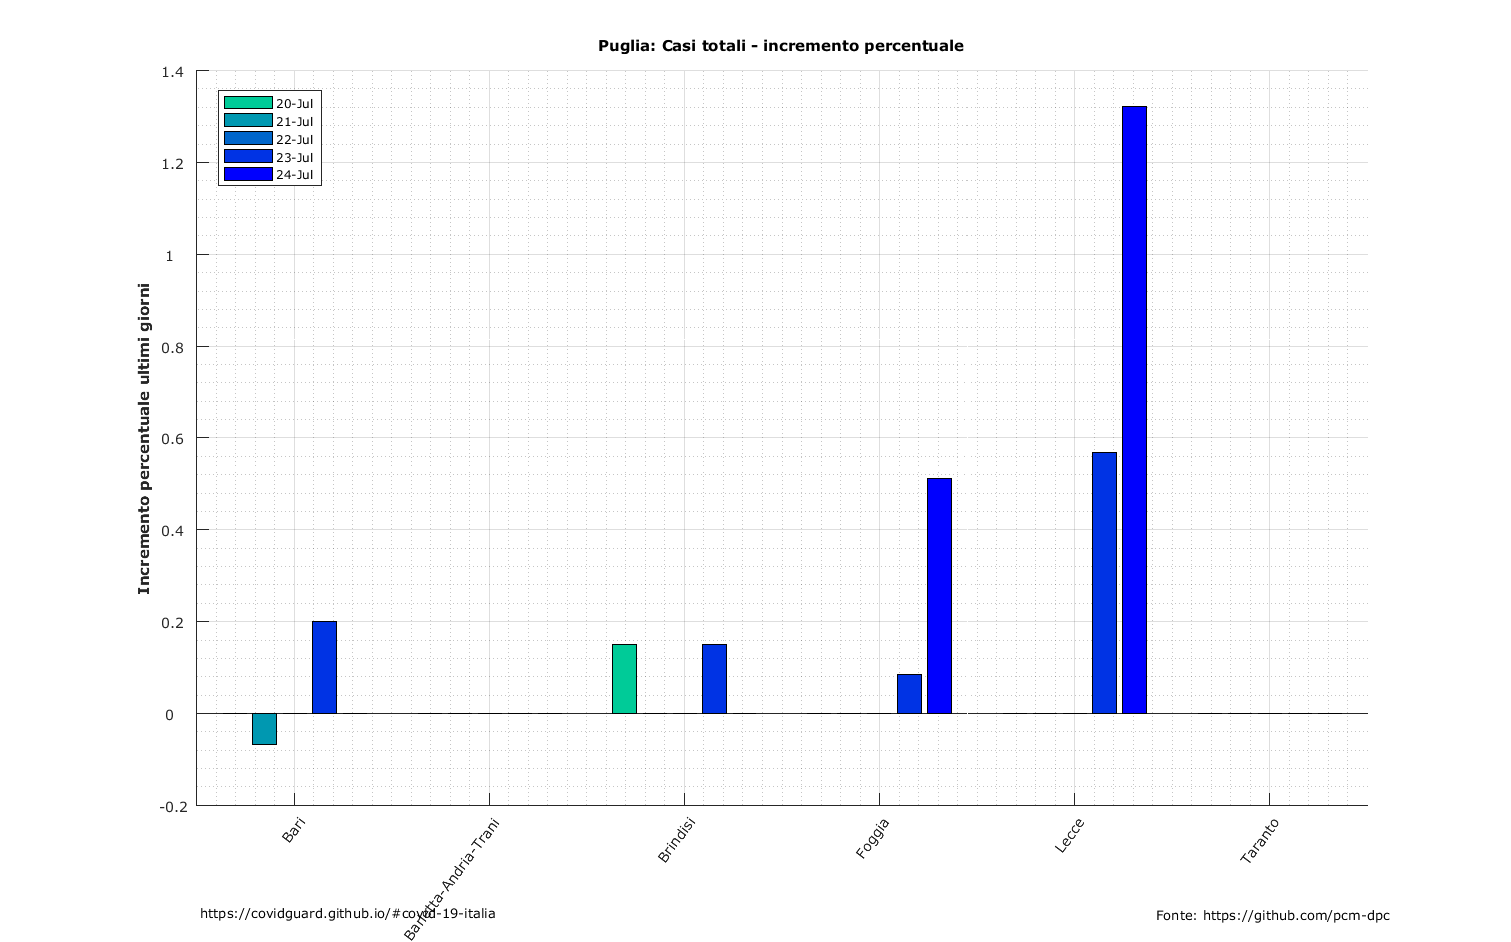 Puglia: Casi totali - incremento percentuale
1.4
1.2
1
0.8
0.6
0.4
0.2
0
-0.2
Incremento percentuale ultimi giorni
20-Jul
21-Jul
22-Jul
23-Jul
24-Jul
Bari
Barletta-Andria-Trani
Brindisi
Foggia
Lecce
Taranto
https://covidguard.github.io/#covid-19-italia
Fonte: https://github.com/pcm-dpc